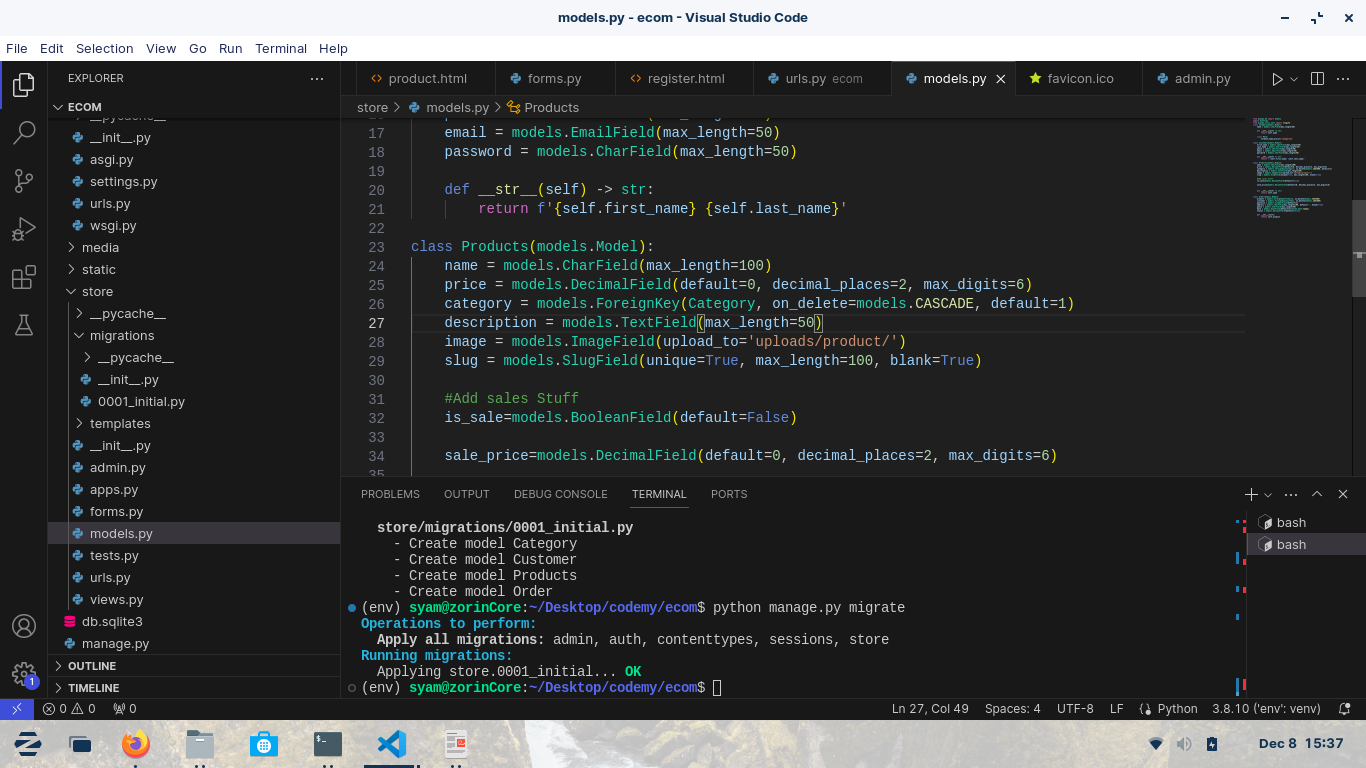 models.py - ecom - Visual Studio Code
File Edit Selection View Go Run Terminal Help
EXPLORER
product.html forms.py register.html urls.py ecom models.py favicon.ico admin.py
ECOM
store models.py Products
__pycache__
__init__.py
asgi.py
settings.py
urls.py
wsgi.py
media
static
store
__pycache__
migrations
__pycache__
__init__.py
0001_initial.py
templates
__init__.py
admin.py
apps.py
forms.py
models.py
tests.py
urls.py
views.py
db.sqlite3
manage.py
OUTLINE
TIMELINE
1
17 email = models.EmailField(max_length=50)
18 password = models.CharField(max_length=50)
19
20 def __str__(self) -> str:
21 return f'{self.first_name} {self.last_name}'
22
23 class Products(models.Model):
24 name = models.CharField(max_length=100)
25 price = models.DecimalField(default=0, decimal_places=2, max_digits=6)
26 category = models.ForeignKey(Category, on_delete=models.CASCADE, default=1)
27 description = models.TextField(max_length=50)
28 image = models.ImageField(upload_to='uploads/product/')
29 slug = models.SlugField(unique=True, max_length=100, blank=True)
30
31 #Add sales Stuff
32 is_sale=models.BooleanField(default=False)
33
34 sale_price=models.DecimalField(default=0, decimal_places=2, max_digits=6)
35
PROBLEMS OUTPUT DEBUG CONSOLE TERMINAL PORTS
store/migrations/0001_initial.py
- Create model Category
- Create model Customer
- Create model Products
- Create model Order
(env) syam@zorinCore:~/Desktop/codemy/ecom$ python manage.py migrate
Operations to perform:
Apply all migrations: admin, auth, contenttypes, sessions, store
Running migrations:
Applying store.0001_initial... OK
(env) syam@zorinCore:~/Desktop/codemy/ecom$
bash
bash
0 0 0 Ln 27, Col 49 Spaces: 4 UTF-8 LF Python 3.8.10 ('env': venv)
Dec 8 15:37